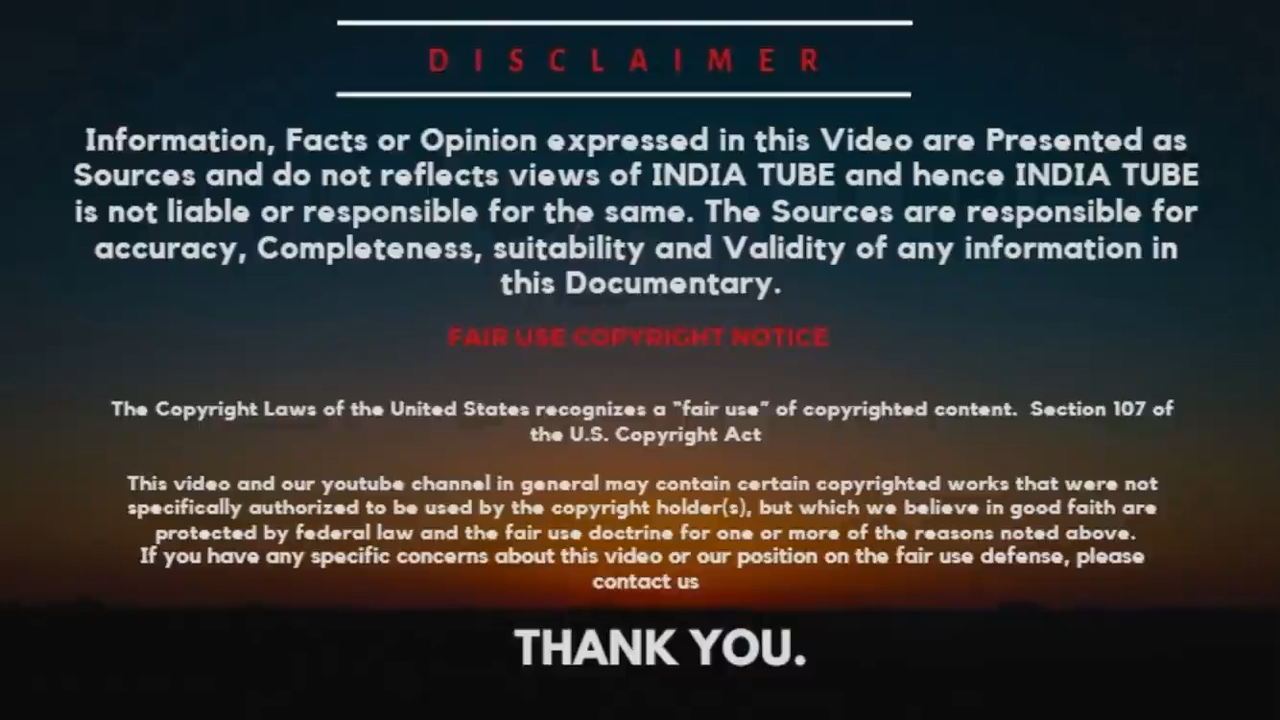 DISCLAIMER
Information, Facts or Opinion expressed in this Video are Presented as
Sources and do not reflects views of INDIA TUBE and hence INDIA TUBE
is not liable or responsible for the same. The Sources are responsible for
accuracy, Completeness, suitability and Validity of any information in
this Documentary.
FAIR USE COPYRIGHT NOTICE
The Copyright Laws of the United States recognizes a "fair use" of copyrighted content. Section 107 of
the U.S. Copyright Act
This video and our youtube channel in general may contain certain copyrighted works that were not
specifically authorized to be used by the copyright holder(s), but which we believe in good faith are
protected by federal law and the fair use doctrine for one or more of the reasons noted above.
If you have any specific concerns about this video or our position on the fair use defense, please
contact us
THANK YOU.